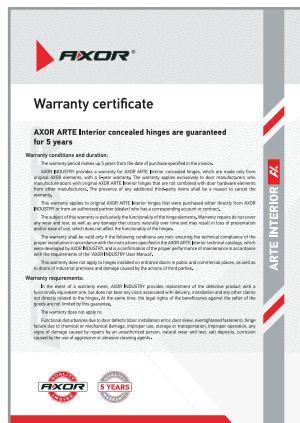 AXOR®
Warranty certificate
AXOR ARTE Interior concealed hinges are guaranteed
for 5 years
Warranty conditions and duration:
The warranty period makes up 5 years from the date of purchase specified in the invoice.
AXOR INDUSTRY provides a warranty for AXOR ARTE Interior concealed hinges, which are made only from
original AXOR elements, with a 5-year warranty. The warranty applies exclusively to door manufacturers who
manufacture doors with original AXOR ARTE Interior hinges that are not combined with door hardware elements
from other manufactures. The presence of any additional third-party items shall be a reason to cancel the
warranty.
This warranty applies to original AXOR ARTE Interior hinges that were purchased either directly from AXOR
INDUSTRY or from an authorized partner (dealer) who has a corresponding account or contract.
The subject of this warranty is exclusively the functionality of the hinge elements. Warranty repairs do not cover
any wear and tear, as well as any damage that occurs naturally over time and may result in loss of presentation
and/or ease of use, which does not affect the functionality of the hinges.
The warranty shall be valid only if the following conditions are met: ensuring the technical compliance of the
proper installation in accordance with the instructions specified in the AXOR ARTE Interior technical catalogs, which
were developed by AXOR INDUSTRY, and is a confirmation of the proper performance of maintenance in accordance
with the requirements of the "AXOR INDUSTRY User Manual".
This warranty does not apply to hinges installed on entrance doors in public and commercial places, as well as
to doors of industrial premises and damage caused by the actions of third parties.
Warranty requirements:
In the event of a warranty event, AXOR INDUSTRY provides replacement of the defective product with a
functionally equivalent one, but does not bear any costs associated with delivery, installation and any other claims
not directly related to the hinges. At the same time, the legal rights of the beneficiaries against the seller of the
goods are not limited by this guarantee.
The warranty does not apply to:
Functional disturbances due to door defects (door installation error, door skew, overtightened fasteners), hinge
failure due to chemical or mechanical damage, improper use, storage or transportation, improper operation, any
signs of damage caused by repairs by an unauthorized person, natural wear and tear, salt deposits, corrosion
caused by the use of aggressive or abrasive cleaning agents.
ARTE INTERIOR
QUALITY
AXOR
INSIDE
QUALITY
5 YEARS
WARRANTY